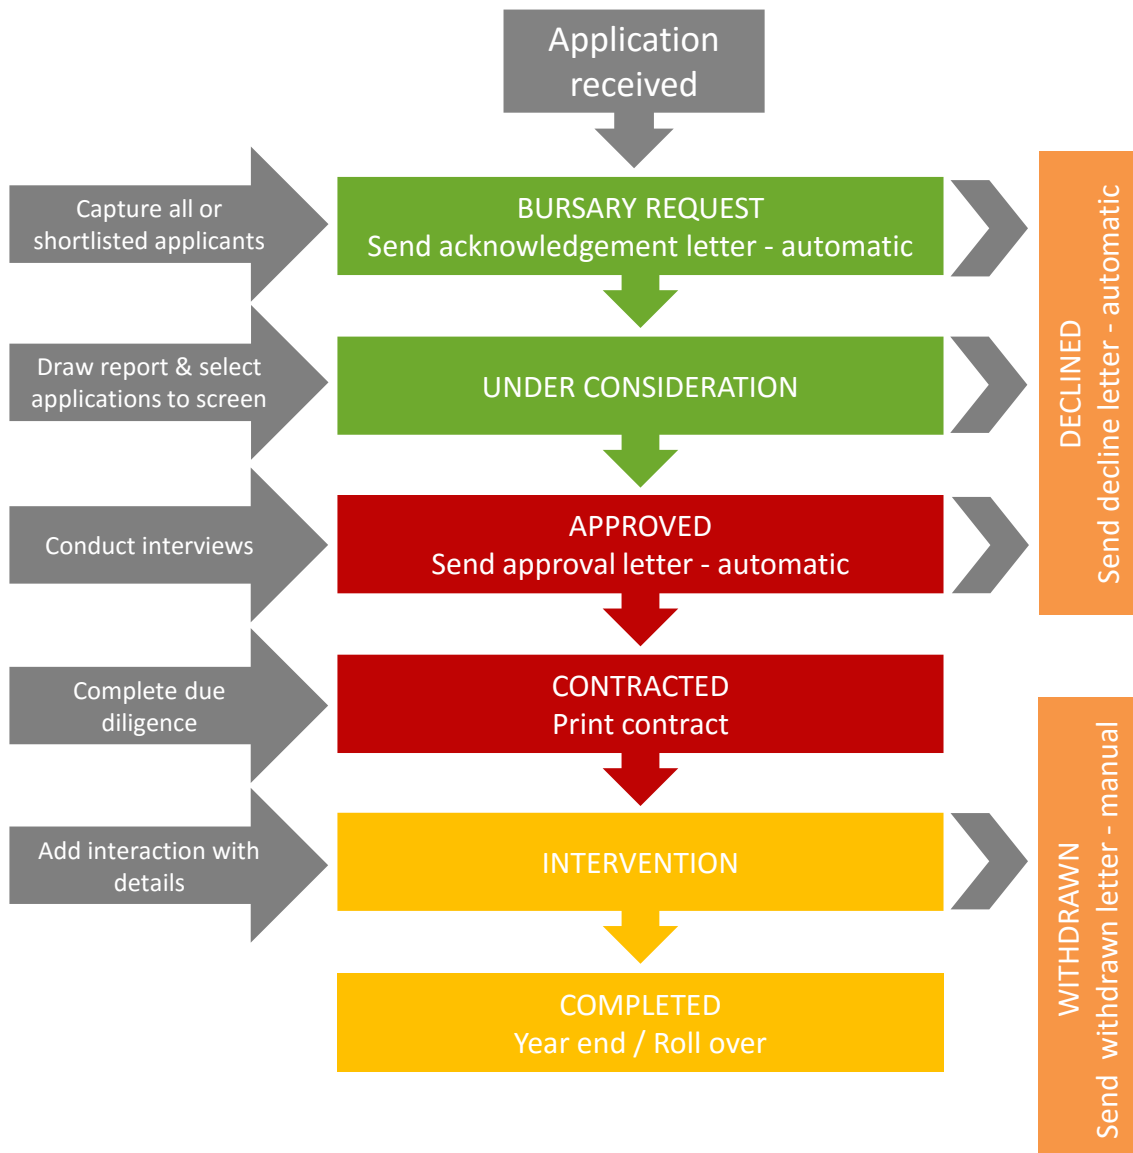 Application
received
Capture all or
shortlisted applicants
BURSARY REQUEST
Send acknowledgement letter - automatic
Draw report & select
applications to screen
UNDER CONSIDERATION
Conduct interviews
APPROVED
Send approval letter - automatic
DECLINED
Send decline letter - automatic
Complete due
diligence
CONTRACTED
Print contract
Add interaction with
details
INTERVENTION
COMPLETED
Year end / Roll over
WITHDRAWN
Send withdrawn letter - manual